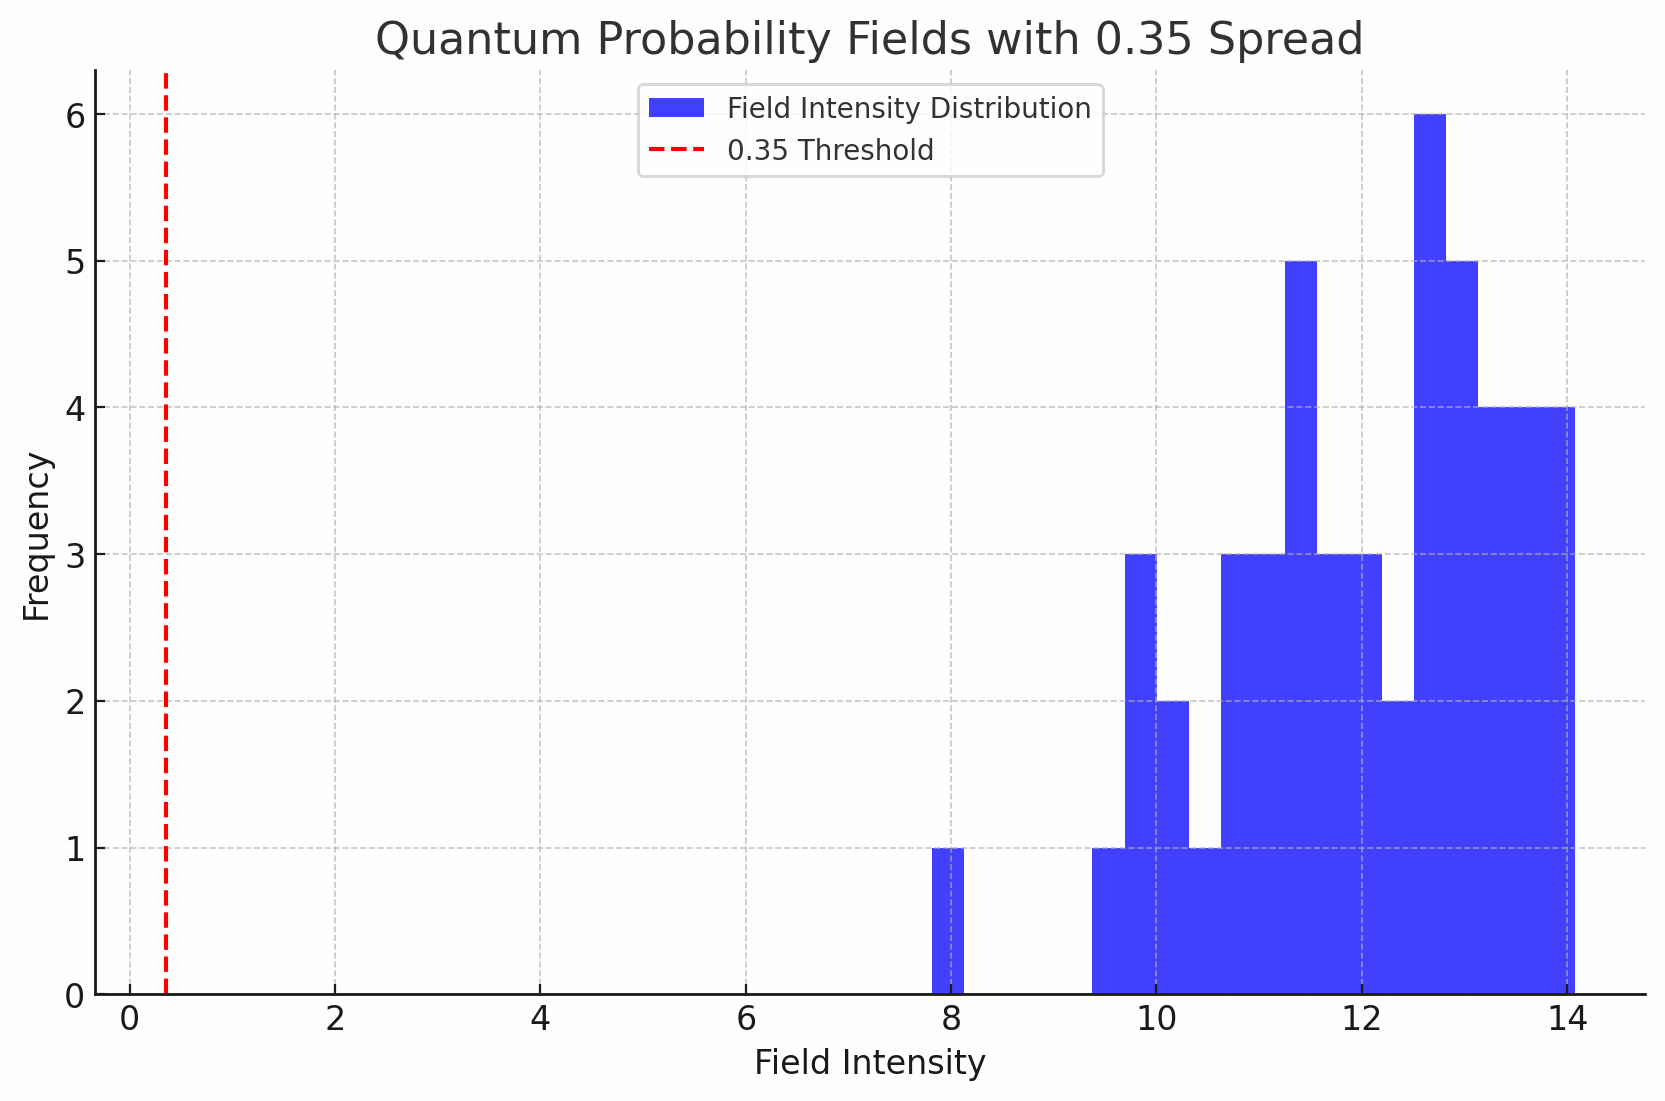 Quantum Probability Fields with 0.35 Spread
Field Intensity Distribution
0.35 Threshold
Frequency
6
5
4
3
2
1
0
0 2 4 6 8 10 12 14
Field Intensity